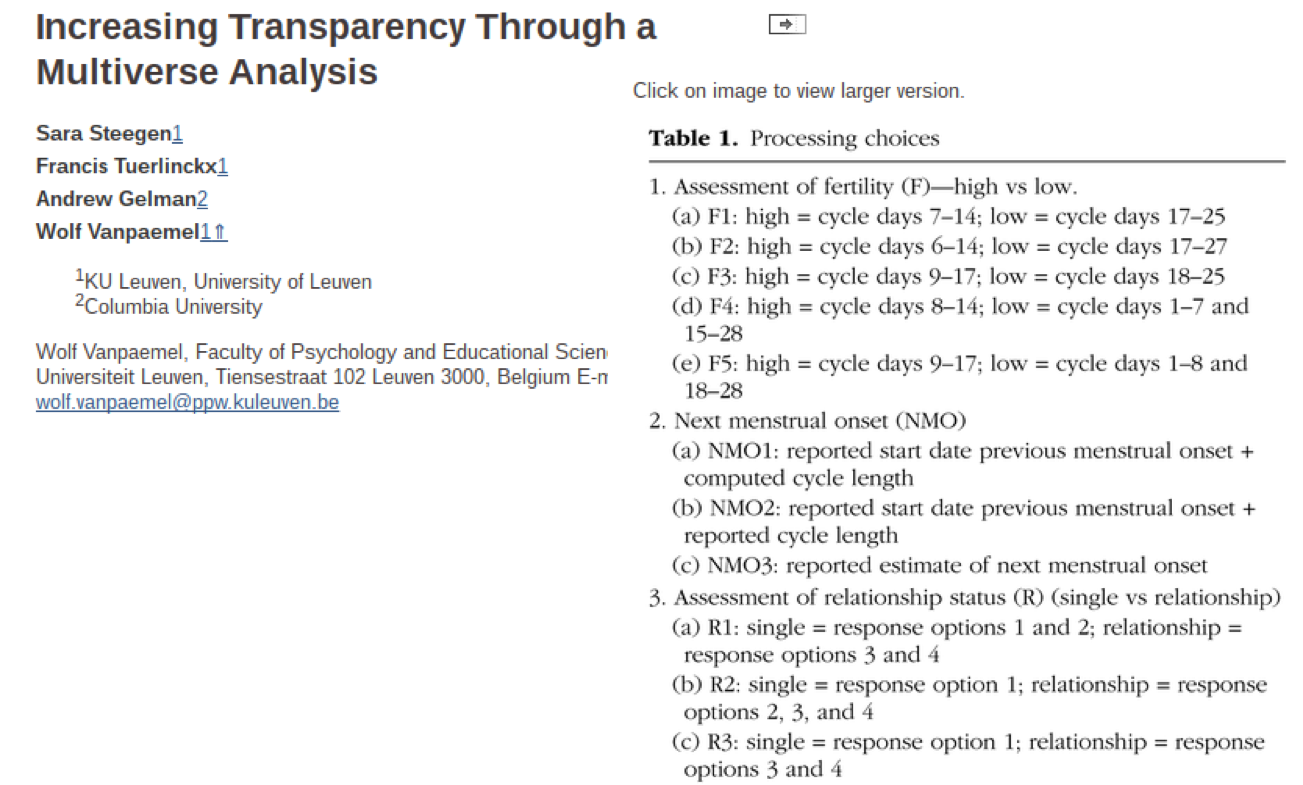 Increasing Transparency Through a
Multiverse Analysis
Sara Steegen1
Francis Tuerlinckx1
Andrew Gelman2
Wolf Vanpaemel1⇑
1KU Leuven, University of Leuven
2Columbia University
Wolf Vanpaemel, Faculty of Psychology and Educational Scien
Universiteit Leuven, Tiensestraat 102 Leuven 3000, Belgium E-m
wolf.vanpaemel@ppw.kuleuven.be
Click on image to view larger version.
Table 1. Processing choices
1. Assessment of fertility (F)—high vs low.
(a) F1: high = cycle days 7–14; low = cycle days 17–25
(b) F2: high = cycle days 6–14; low = cycle days 17–27
(c) F3: high = cycle days 9–17; low = cycle days 18–25
(d) F4: high = cycle days 8–14; low = cycle days 1–7 and
15–28
(e) F5: high = cycle days 9–17; low = cycle days 1–8 and
18–28
2. Next menstrual onset (NMO)
(a) NMO1: reported start date previous menstrual onset +
computed cycle length
(b) NMO2: reported start date previous menstrual onset +
reported cycle length
(c) NMO3: reported estimate of next menstrual onset
3. Assessment of relationship status (R) (single vs relationship)
(a) R1: single = response options 1 and 2; relationship =
response options 3 and 4
(b) R2: single = response option 1; relationship = response
options 2, 3, and 4
(c) R3: single = response option 1; relationship = response
options 3 and 4